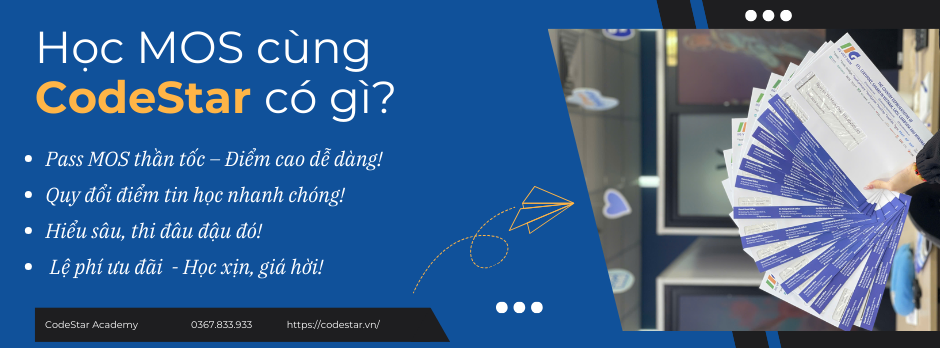 Học MOS cùng
CodeStar có gì?
Pass MOS thần tốc – Điểm cao dễ dàng!
Quy đổi điểm tin học nhanh chóng!
Hiểu sâu, thi đâu đậu đó!
Lệ phí ưu đãi - Học xịn, giá hời!
CodeStar Academy 0367.833.933 https://codestar.vn/
IIG